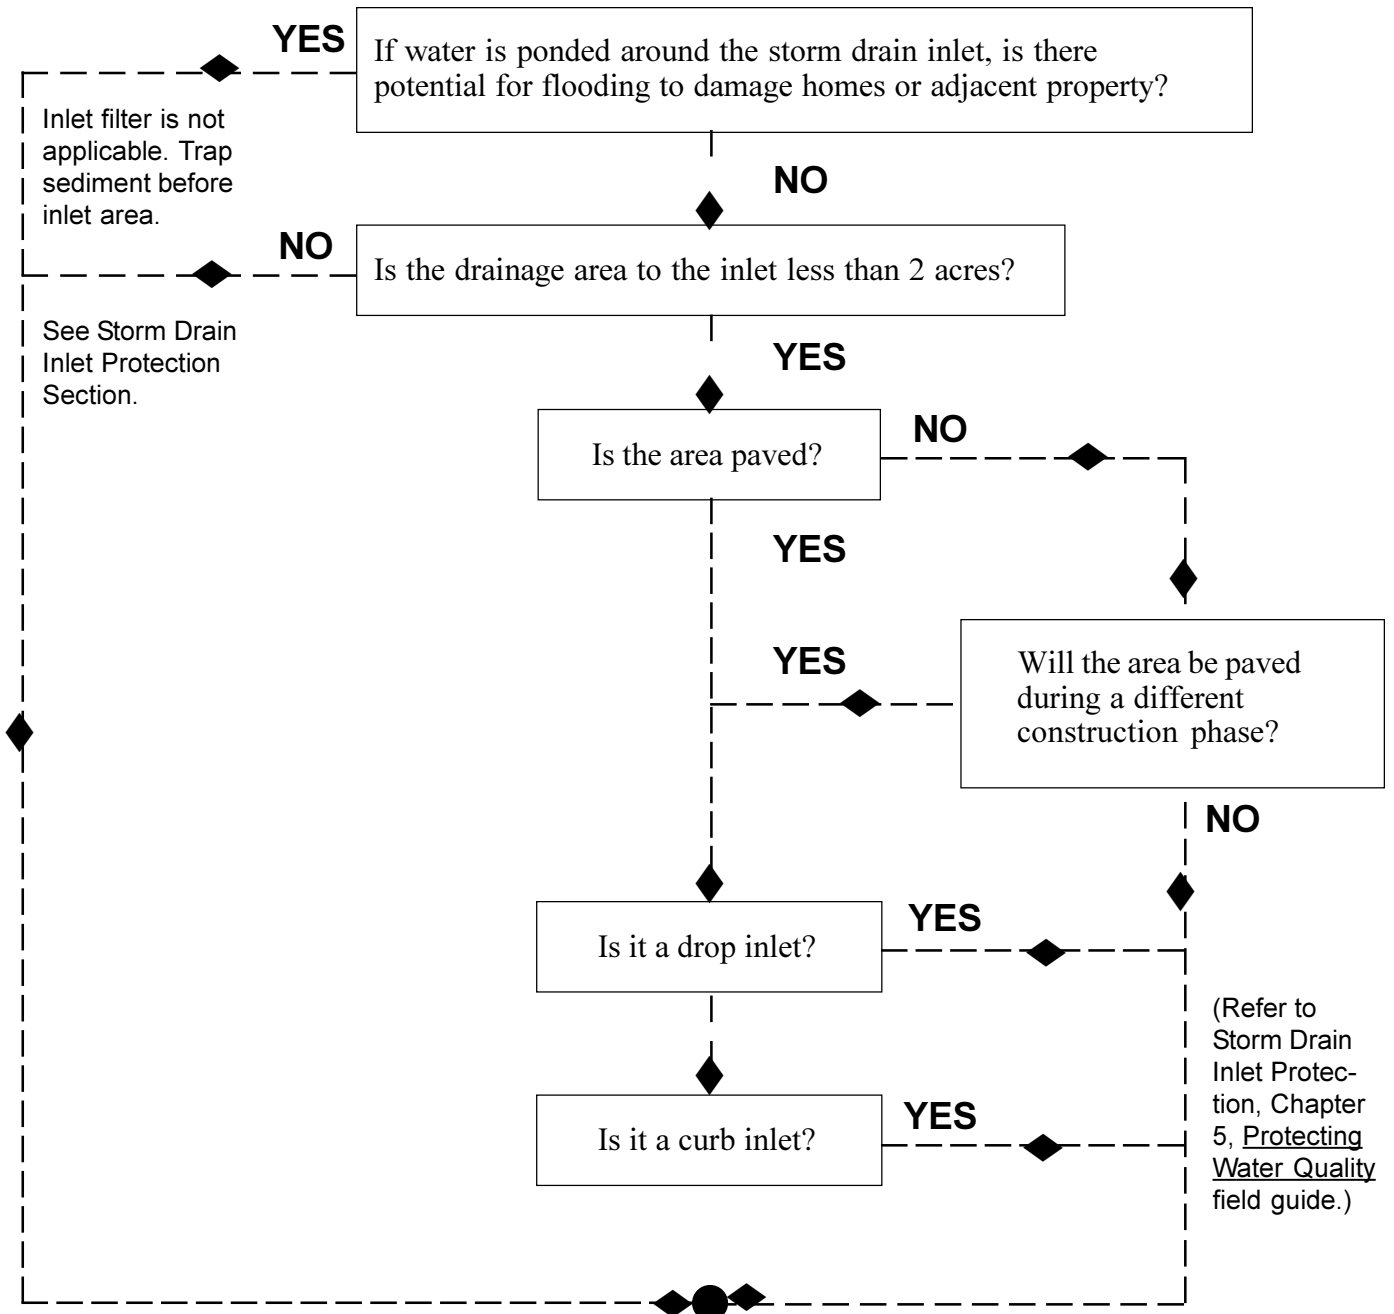 YES
If water is ponded around the storm drain inlet, is there
potential for flooding to damage homes or adjacent property?
Inlet filter is not
applicable. Trap
sediment before
inlet area.
NO
NO
Is the drainage area to the inlet less than 2 acres?
See Storm Drain
Inlet Protection
Section.
YES
Is the area paved?
NO
YES
YES
Will the area be paved
during a different
construction phase?
NO
Is it a drop inlet?
YES
Is it a curb inlet?
YES
(Refer to
Storm Drain
Inlet Protec-
tion, Chapter
5, Protecting
Water Quality
field guide.)